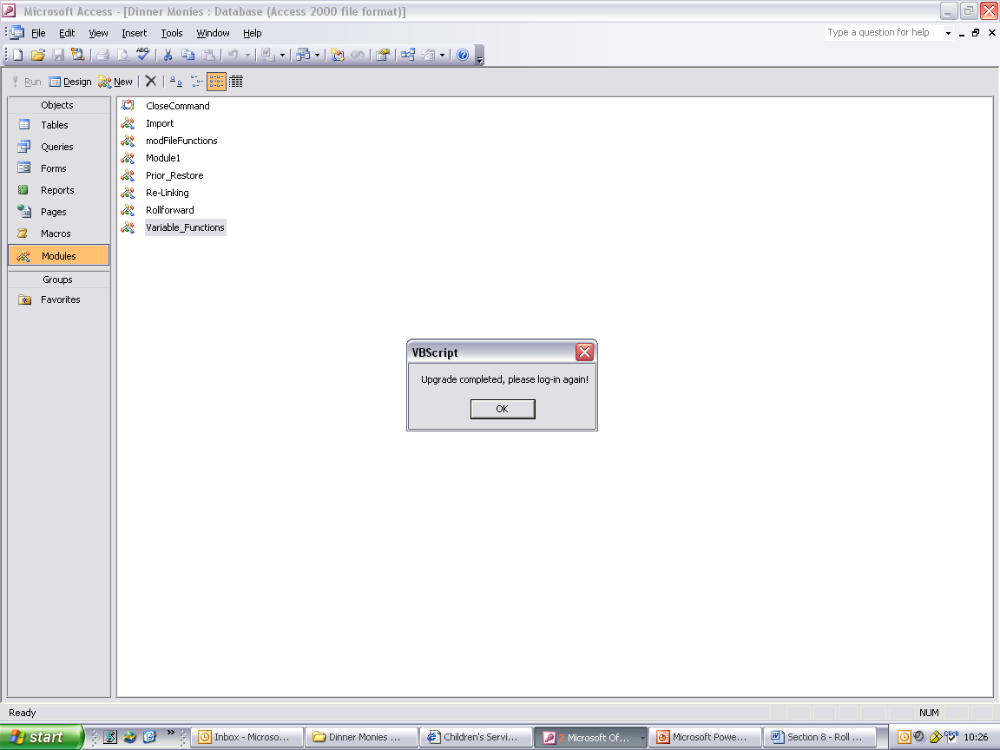 Microsoft Access - [Dinner Monies : Database (Access 2000 file format)]
File Edit View Insert Tools Window Help
Type a question for help
Run Design New
Objects
Tables
Queries
Forms
Reports
Pages
Macros
Modules
Groups
Favorites
CloseCommand
Import
modFileFunctions
Module1
Prior_Restore
Re-Linking
Rollforward
Variable_Functions
VBScript
Upgrade completed, please log-in again!
OK
Ready
NUM
start
Inbox - Microso...
Dinner Monies ...
Children's Servi...
2 Microsoft Of...
Microsoft Powe...
Section 8 - Roll ...
Click
10:26